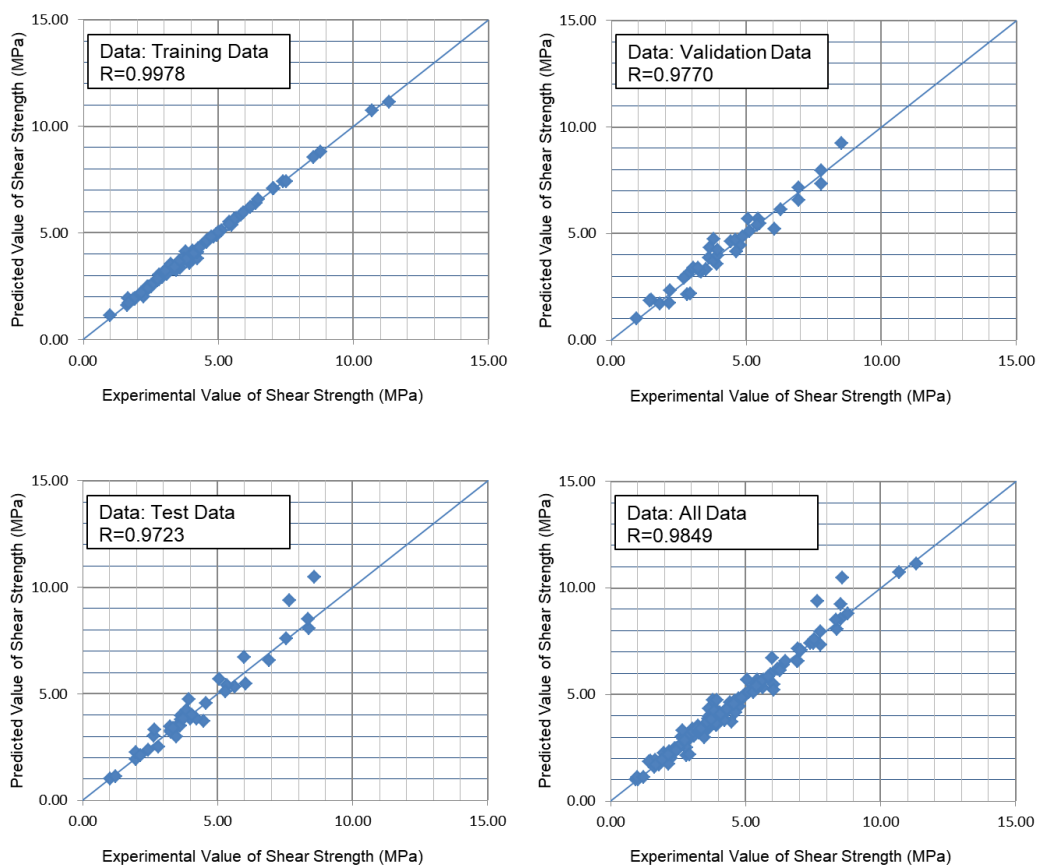 15.00
Data: Training Data
R=0.9978
10.00
5.00
0.00
0.00 5.00 10.00 15.00
Predicted Value of Shear Strength (MPa)
Experimental Value of Shear Strength (MPa)
15.00
Data: Validation Data
R=0.9770
10.00
5.00
0.00
0.00 5.00 10.00 15.00
Predicted Value of Shear Strength (MPa)
Experimental Value of Shear Strength (MPa)
15.00
Data: Test Data
R=0.9723
10.00
5.00
0.00
0.00 5.00 10.00 15.00
Predicted Value of Shear Strength (MPa)
Experimental Value of Shear Strength (MPa)
15.00
Data: All Data
R=0.9849
10.00
5.00
0.00
0.00 5.00 10.00 15.00
Predicted Value of Shear Strength (MPa)
Experimental Value of Shear Strength (MPa)